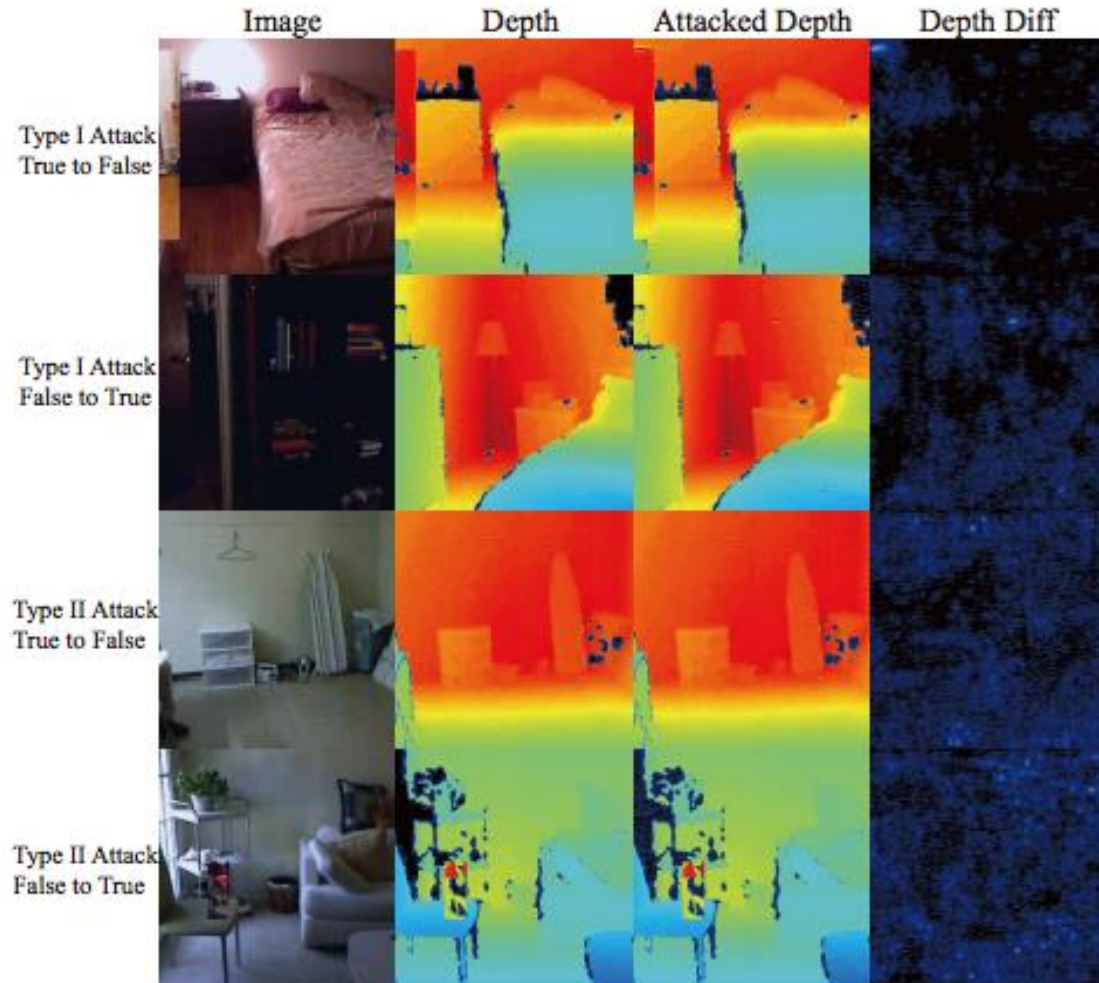 Image Depth Attacked Depth Depth Diff
Type I Attack
True to False
Type I Attack
False to True
Type II Attack
True to False
Type II Attack
False to True